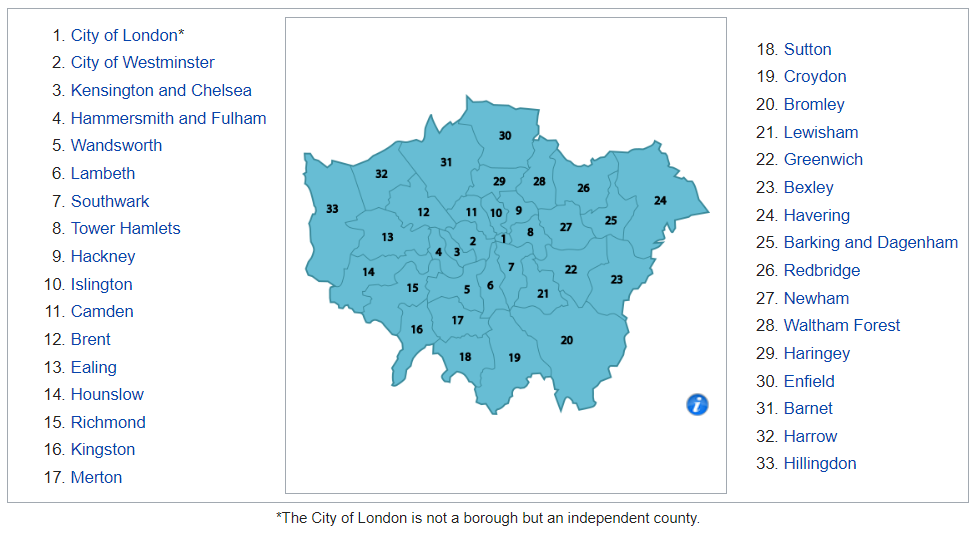 1. City of London*
2. City of Westminster
3. Kensington and Chelsea
4. Hammersmith and Fulham
5. Wandsworth
6. Lambeth
7. Southwark
8. Tower Hamlets
9. Hackney
10. Islington
11. Camden
12. Brent
13. Ealing
14. Hounslow
15. Richmond
16. Kingston
17. Merton
30
31
32
29
28
26
24
33
12
11
10
9
25
13
2
1
8
27
4
3
7
14
22
23
15
5
6
21
16
17
20
18
19
i
18. Sutton
19. Croydon
20. Bromley
21. Lewisham
22. Greenwich
23. Bexley
24. Havering
25. Barking and Dagenham
26. Redbridge
27. Newham
28. Waltham Forest
29. Haringey
30. Enfield
31. Barnet
32. Harrow
33. Hillingdon
*The City of London is not a borough but an independent county.